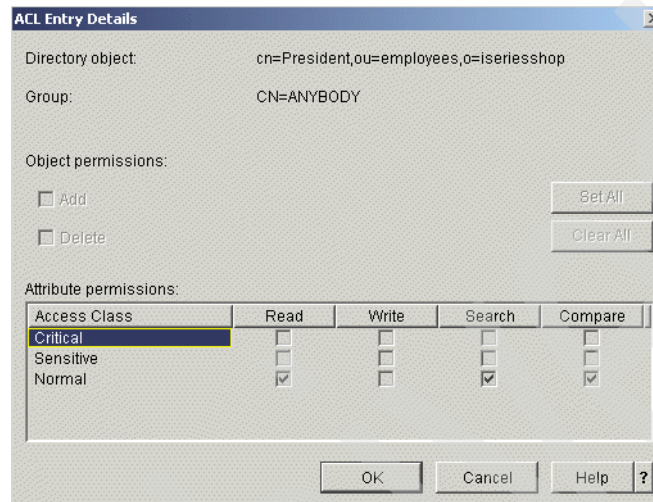 ACL Entry Details
Directory object: cn=President,ou=employees,o=iseriesshop
Group: CN=ANYBODY
Object permissions:
Add
Set All
Delete
Clear All
Attribute permissions:
Access Class Read Write Search Compare
Critical
Sensitive
Normal
OK Cancel Help ?